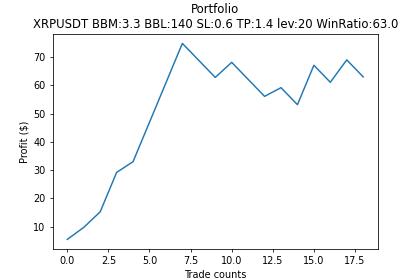 Portfolio
XRPUSDT BBM:3.3 BBL:140 SL:0.6 TP:1.4 lev:20 WinRatio:63.0
Profit ($)
70
60
50
40
30
20
10
0.0 2.5 5.0 7.5 10.0 12.5 15.0 17.5
Trade counts